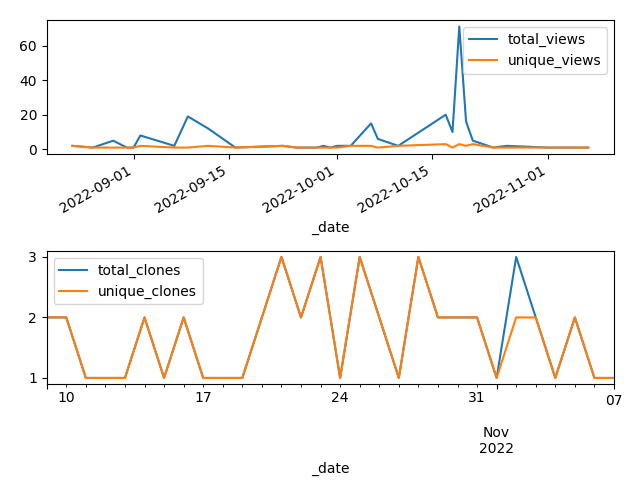 60
40
20
0
total_views
unique_views
2022-09-01
2022-09-15
2022-10-01
2022-10-15
2022-11-01
_date
3
2
1
total_clones
unique_clones
10
17
24
31
07
Nov
2022
_date